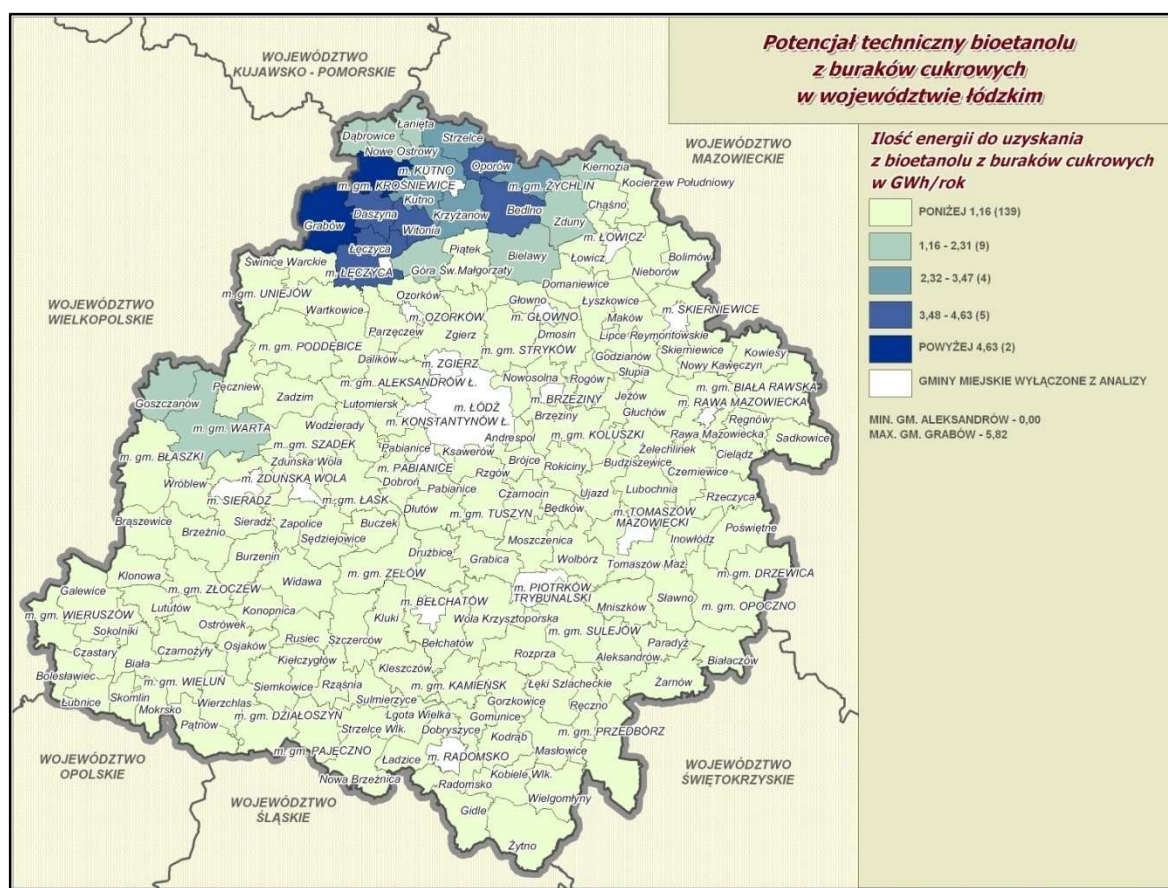 WOJEWÓDZTWO
KUJAWSKO - POMORSKIE
Potencjał techniczny bioetanolu
z buraków cukrowych
w województwie łódzkim
Ilość energii do uzyskania
z bioetanolu z buraków cukrowych
w GWh/rok
PONIŻEJ 1,16 (139)
1,16 - 2,31 (9)
2,32 - 3,47 (4)
3,48 - 4,63 (5)
POWYŻEJ 4,63 (2)
GMINY MIEJSKIE WYŁĄCZONE Z ANALIZY
MIN. GM. ALEKSANDRÓW - 0,00
MAX. GM. GRABÓW - 5,82
WOJEWÓDZTWO
MAZOWIECKIE
WOJEWÓDZTWO
WIELKOPOLSKIE
Łanięta
Dąbrowice
Strzelce
Nowe Ostrowy
Oporów
Kiernozia
m. KUTNO
m. gm. KROŚNIEWICE
m. gm. ŻYCHLIN
Kocierzew Południowy
Kutno
Chąśno
Grabów
Daszyna
Krzyżanów
Bedlno
Zduny
Witonia
m. ŁOWICZ
Łęczyca
Piątek
Bielawy
Łowicz
Bolimów
Świnice Warckie
m. ŁĘCZYCA
Góra Św.Małgorzaty
Nieborów
Domaniewice
m. gm. UNIEJÓW
Ozorków
Głowno
Łyszkowice
Wartkowice
m. OZORKÓW
m. GŁOWNO
Maków
m. SKIERNIEWICE
Parzęczew
Zgierz
Dmosin
Lipce Reymontowskie
m. gm. PODDĘBICE
m. gm. STRYKÓW
Skierniewice
Kowiesy
Dalików
m. ZGIERZ
Godzianów
Nowy Kawęczyn
Pęczniew
m. gm. ALEKSANDRÓW Ł.
Nowosolna
Rogów
Słupia
Goszczanów
Zadzim
Lutomiersk
m. ŁÓDŹ
m. BRZEZINY
Jeżów
m. gm. BIAŁA RAWSKA
m. RAWA MAZOWIECKA
m. gm. WARTA
Wodzierady
m. KONSTANTYNÓW Ł.
Brzeziny
Głuchów
Regnów
Andrespol
m. gm. KOLUSZKI
Rawa Mazowiecka
Sadkowice
m. gm. SZADEK
Pabianice
Ksawerów
Żelechlinek
m. gm. BŁASZKI
Zduńska Wola
m. PABIANICE
Brójce
Rokiciny
Budziszewice
Cielądz
Wróblew
m. ZDUŃSKA WOLA
Dobroń
Rzgów
Czerniewice
m. SIERADZ
m. gm. ŁASK
Pabianice
Czarnocin
Ujazd
Lubochnia
Rzeczyca
Brąszewice
Dłutów
m. gm. TUSZYN
Będków
m. TOMASZÓW
MAZOWIECKI
Brzeźnio
Sieradz
Zapolice
Buczek
Poświętne
Sędziejowice
Moszczenica
Inowłódz
Burzenin
Drużbice
Grabica
Wolbórz
Klonowa
m. gm. ZELÓW
Tomaszów Maz.
m. gm. DRZEWICA
Galewice
m. gm. ZŁOCZEW
Widawa
m. PIOTRKÓW
TRYBUNALSKI
m. gm. WIERUSZÓW
Lututów
Konopnica
m. BEŁCHATÓW
Mniszków
Sławno
m. gm. OPOCZNO
Sokolniki
Ostrówek
Kluki
Wola Krzysztoporska
m. gm. SULEJÓW
Czastary
Czarnożyły
Osjaków
Rusiec
Szczerców
Bełchatów
Paradyż
Biała
Kiełczygłów
Rozprza
Aleksandrów
Białaczów
Bolesławiec
m. gm. WIELUŃ
Kleszczów
Skomlin
Siemkowice
Rząśnia
m. gm. KAMIEŃSK
Łęki Szlacheckie
Żarnów
Łubnice
Mokrsko
Wierzchlas
Sulmierzyce
Gorzkowice
Ręczno
Pątnów
m. gm. DZIAŁOSZYN
Lgota Wielka
Gomunice
Strzelce Wlk.
Dobryszyce
Kodrąb
m. gm. PRZEDBÓRZ
m. gm. PAJĘCZNO
m. RADOMSKO
Masłowice
Ładzice
Nowa Brzeźnica
Radomsko
Kobiele Wlk.
Wielgomłyny
Gidle
Żytno
WOJEWÓDZTWO
OPOLSKIE
WOJEWÓDZTWO
ŚLĄSKIE
WOJEWÓDZTWO
ŚWIĘTOKRZYSKIE